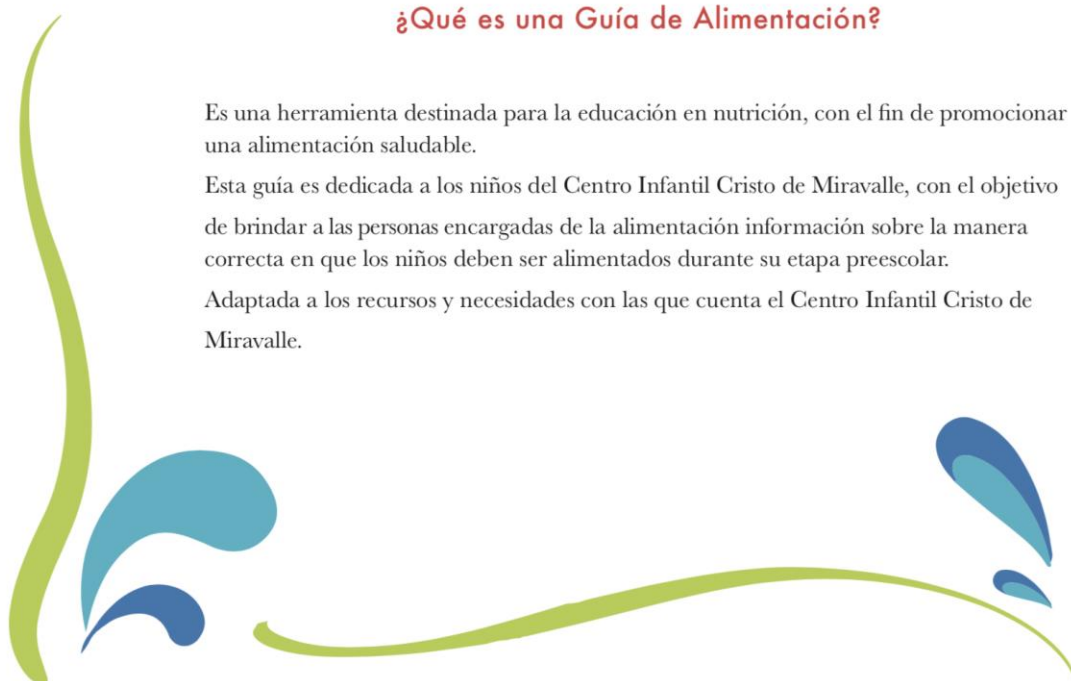 ¿Qué es una Guía de Alimentación?
Es una herramienta destinada para la educación en nutrición, con el fin de promocionar
una alimentación saludable.
Esta guía es dedicada a los niños del Centro Infantil Cristo de Miravalle, con el objetivo
de brindar a las personas encargadas de la alimentación información sobre la manera
correcta en que los niños deben ser alimentados durante su etapa preescolar.
Adaptada a los recursos y necesidades con las que cuenta el Centro Infantil Cristo de
Miravalle.